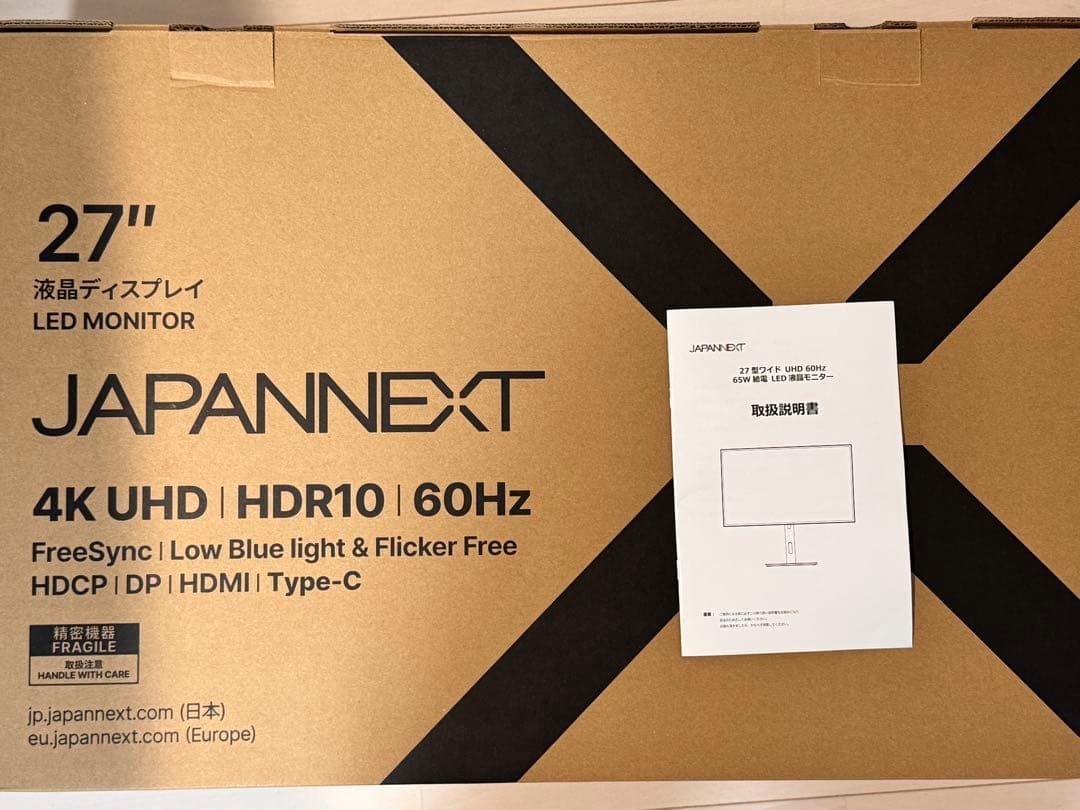 27"
液晶ディスプレイ
LED MONITOR
JAPANNEXT
4K UHD | HDR10 | 60Hz
FreeSync | Low Blue light & Flicker Free
HDCP | DP | HDMI | Type-C
精密機器
FRAGILE
取扱注意
HANDLE WITH CARE
jp.japannext.com (日本)
eu.japannext.com (Europe)
JAPANNEXT
27型ワイド UHD 60Hz
65W 給電 LED 液晶モニター
取扱説明書